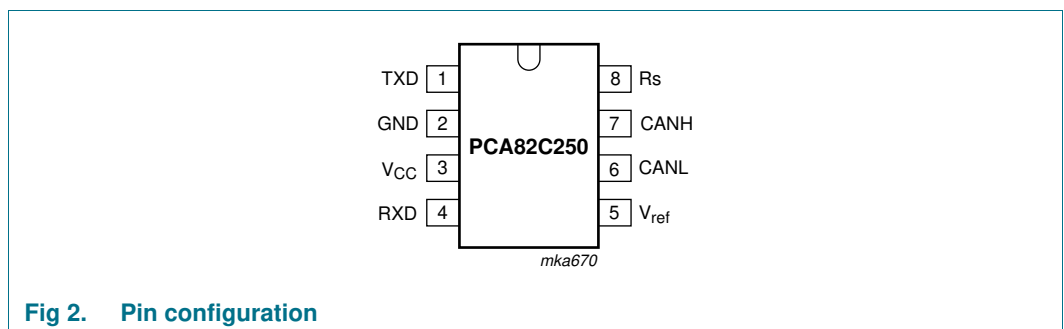 TXD 1 8 Rs
GND 2 7 CANH
PCA82C250
VCC 3 6 CANL
RXD 4 5 Vref
mka670
Fig 2. Pin configuration